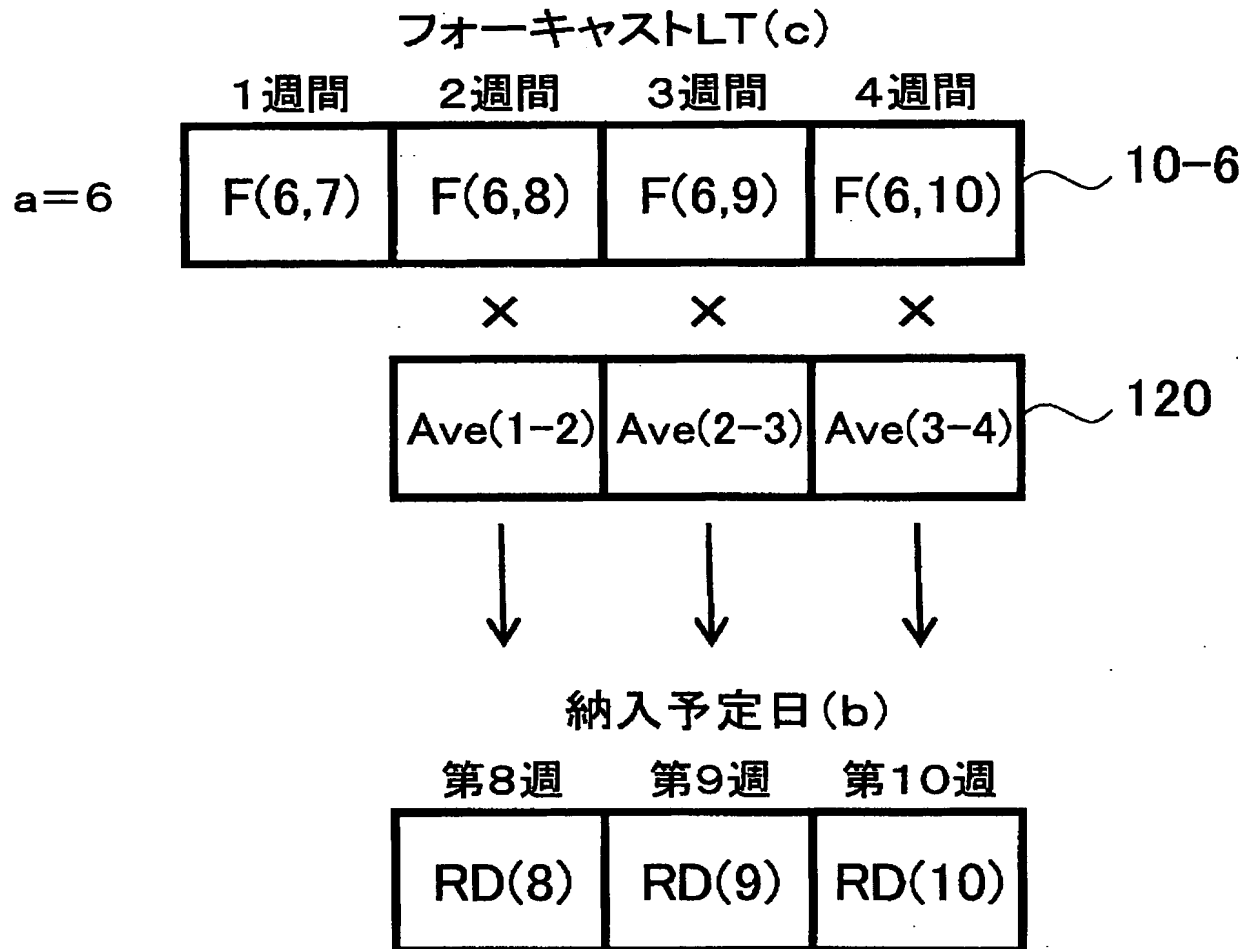 フォーキャストLT(c)
1週間 2週間 3週間 4週間
a=6 F(6,7) F(6,8) F(6,9) F(6,10) 10-6
× × ×
Ave(1-2) Ave(2-3) Ave(3-4) 120
納入予定日(b)
第8週 第9週 第10週
RD(8) RD(9) RD(10)